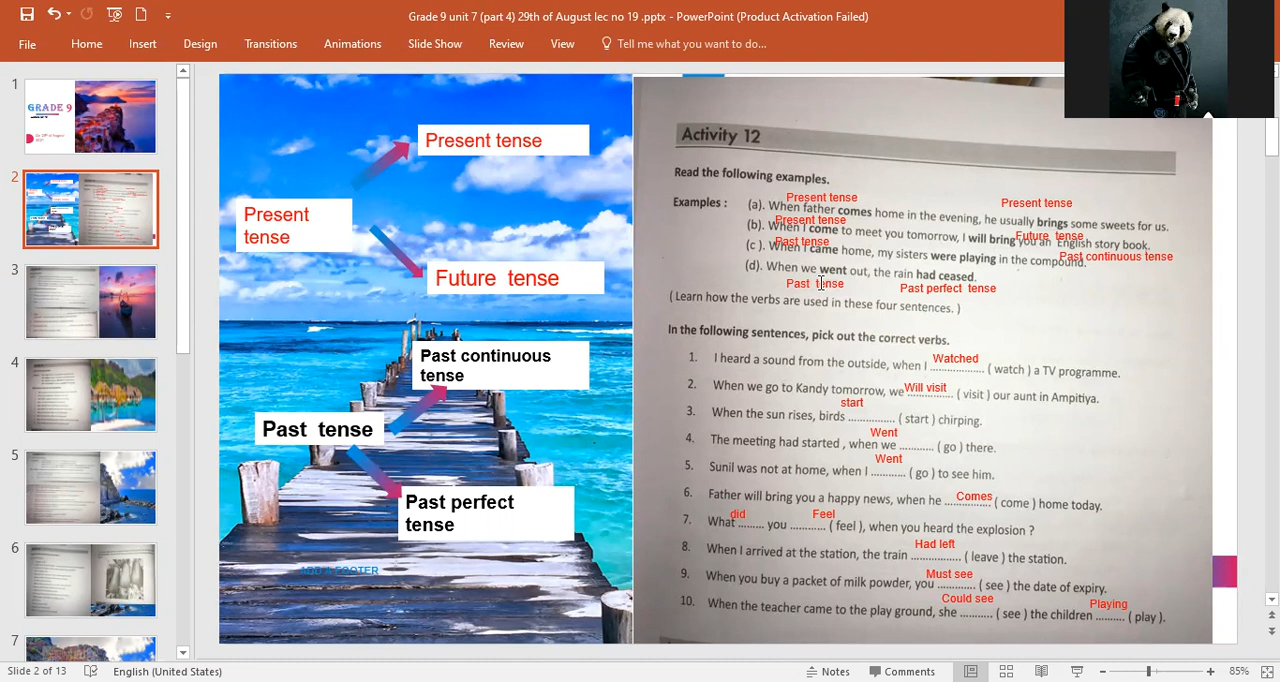 Grade 9 unit 7 (part 4) 29th of August lec no 19 .pptx - PowerPoint (Product Activation Failed)
File Home Insert Design Transitions Animations Slide Show Review View Tell me what you want to do...
1
GRADE 9
2
3
4
5
6
7
Present tense
Present
tense
Future tense
Past continuous
tense
Past tense
Past perfect
tense
ADD A FOOTER
Activity 12
Read the following examples.
Present tense
Present tense
Examples : (a). When father comes home in the evening, he usually brings some sweets for us.
Present tense
Future tense
(b). When I come to meet you tomorrow, I will bring you an English story book.
Past tense
Past continuous tense
(c ). When I came home, my sisters were playing in the compound.
(d). When we went out, the rain had ceased.
Past tense
Past perfect tense
( Learn how the verbs are used in these four sentences. )
In the following sentences, pick out the correct verbs.
Watched
1. I heard a sound from the outside, when I .................. ( watch ) a TV programme.
Will visit
2. When we go to Kandy tomorrow, we ............... ( visit ) our aunt in Ampitiya.
start
3. When the sun rises, birds ............... ( start ) chirping.
Went
4. The meeting had started , when we ........... ( go ) there.
Went
5. Sunil was not at home, when I ........... ( go ) to see him.
Comes
6. Father will bring you a happy news, when he .............. ( come ) home today.
did Feel
7. What ........ you ........... ( feel ), when you heard the explosion ?
Had left
8. When I arrived at the station, the train ................ ( leave ) the station.
Must see
9. When you buy a packet of milk powder, you ............ ( see ) the date of expiry.
Could see Playing
10. When the teacher came to the play ground, she .......... ( see ) the children ......... ( play ).
Slide 2 of 13 English (United States) Notes Comments 85%